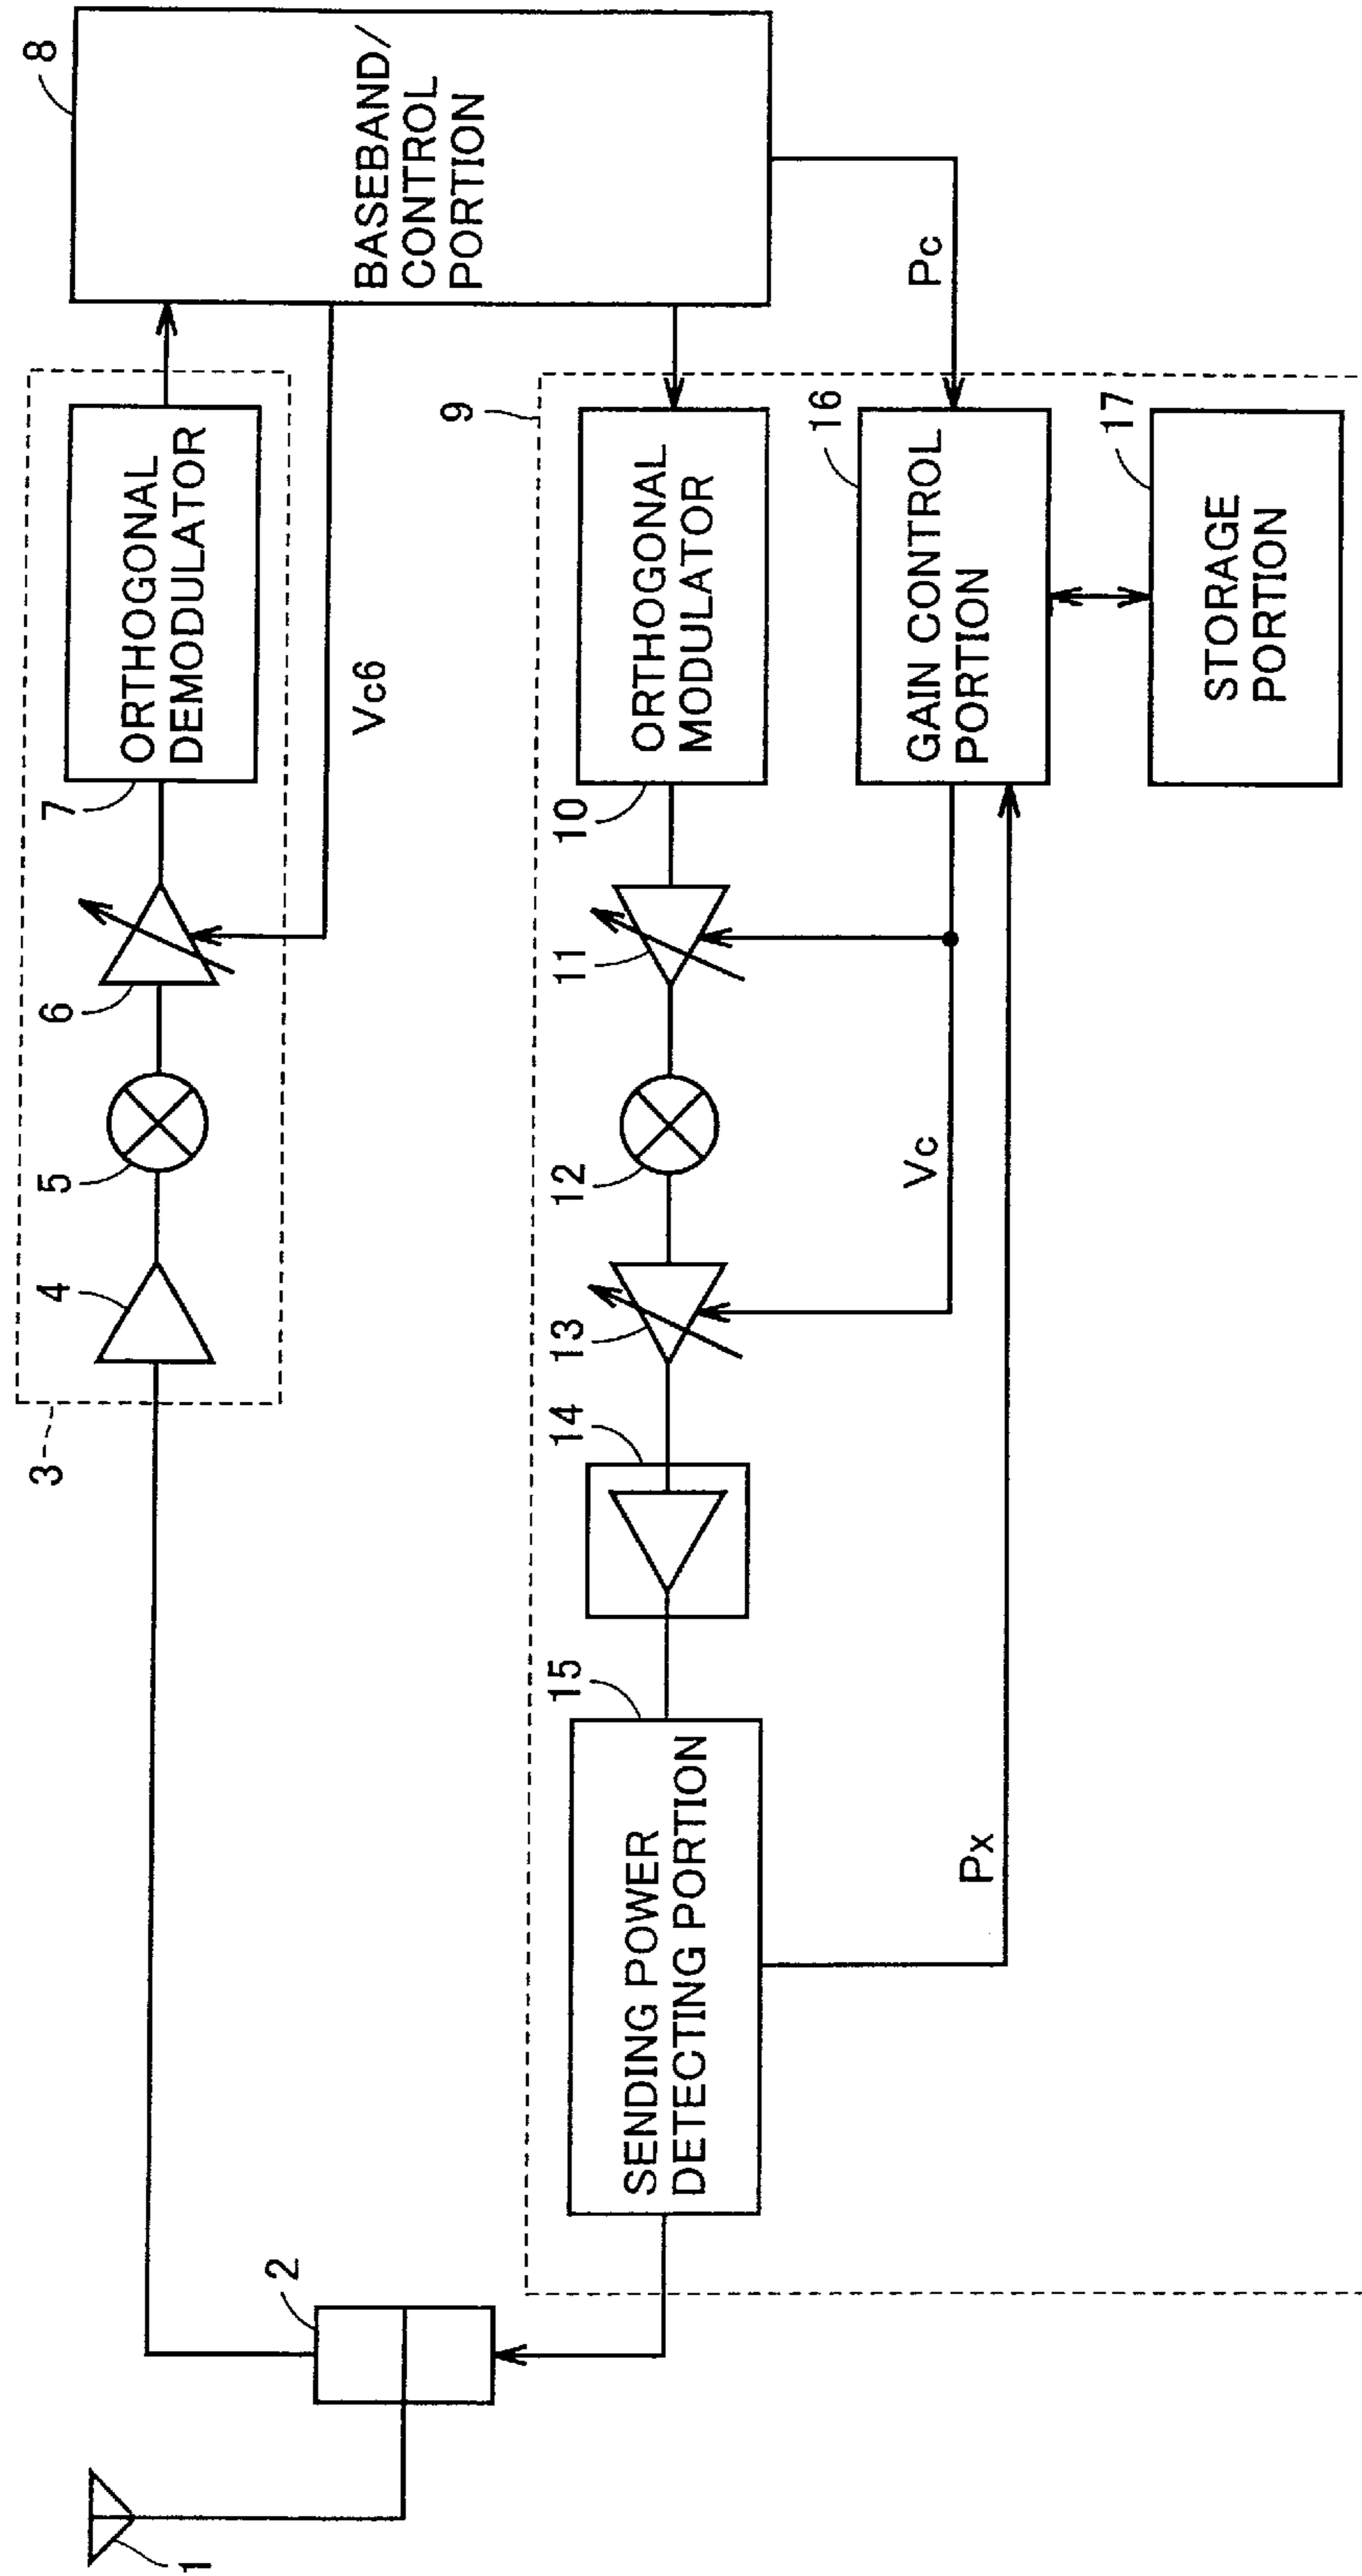 1
2
3
4
5
6
7
ORTHOGONAL
DEMODULATOR
Vc6
8
BASEBAND/
CONTROL
PORTION
9
15
SENDING POWER
DETECTING PORTION
14
13
12
11
10
ORTHOGONAL
MODULATOR
Vc
Px
16
GAIN CONTROL
PORTION
Pc
17
STORAGE
PORTION